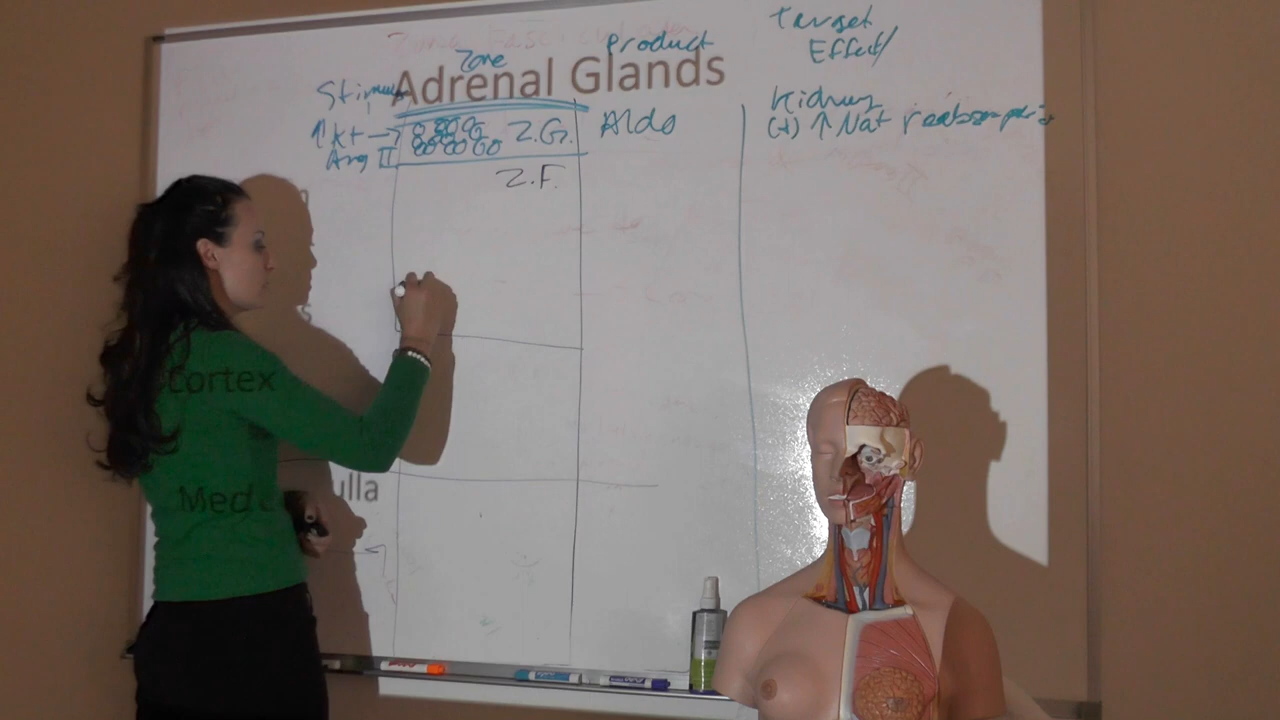 Target
Effect
Zone
Product
Adrenal Glands
Stimulus
Kidney
↑ K+ → Z.G. Aldo (+) ↑ Na+ reabsorption
Ang II
Z.F.
Cortex
Medulla